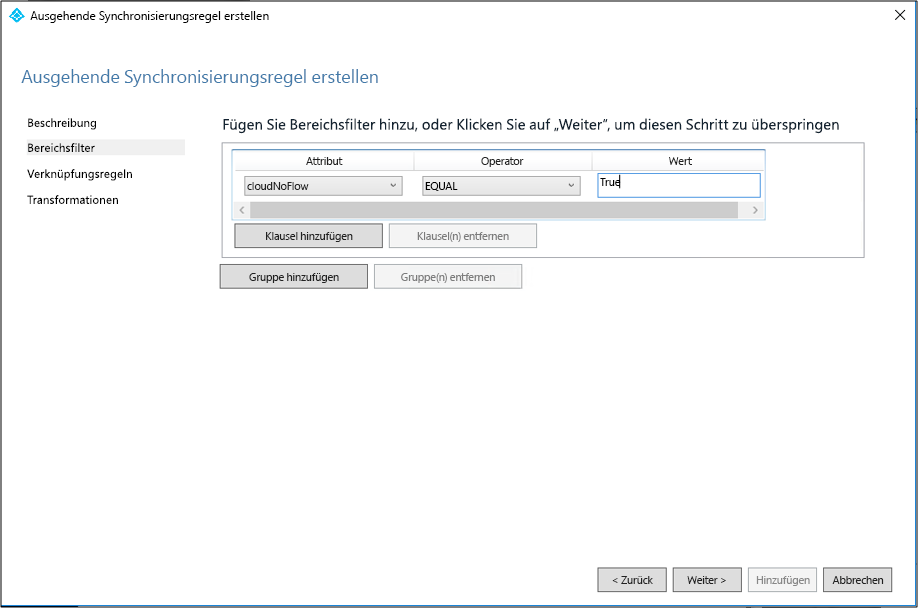 Ausgehende Synchronisierungsregel erstellen
Ausgehende Synchronisierungsregel erstellen
Beschreibung
Bereichsfilter
Verknüpfungsregeln
Transformationen
Fügen Sie Bereichsfilter hinzu, oder Klicken Sie auf „Weiter“, um diesen Schritt zu überspringen
Attribut Operator Wert
cloudNoFlow EQUAL True
Klausel hinzufügen Klausel(n) entfernen
Gruppe hinzufügen Gruppe(n) entfernen
< Zurück Weiter > Hinzufügen Abbrechen